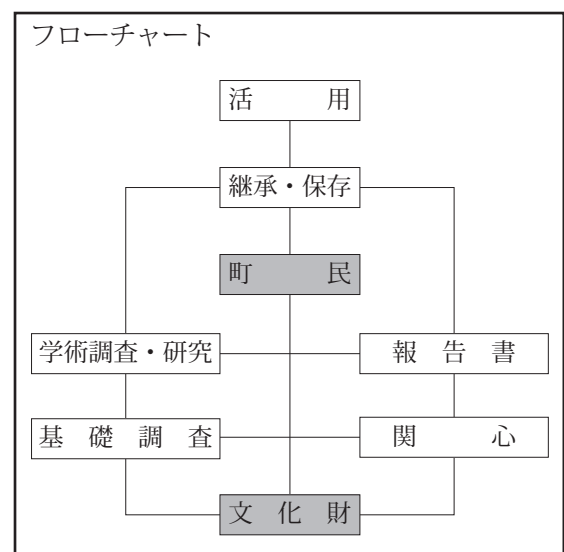 フローチャート
活用
継承・保存
町民
学術調査・研究 報告書
基礎調査 関心
文化財